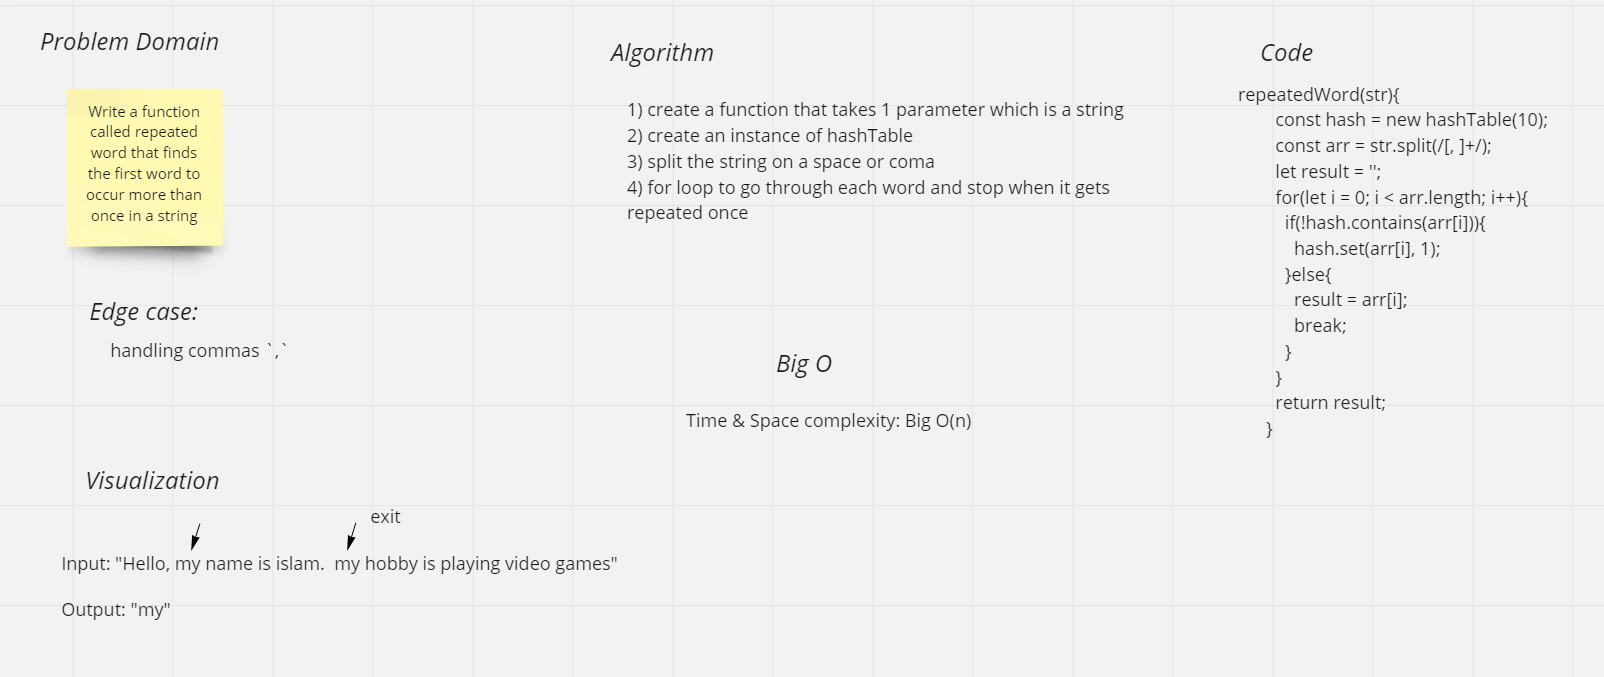 Problem Domain
Write a function
called repeated
word that finds
the first word to
occur more than
once in a string
Edge case:
handling commas `,`
Visualization
exit
Input: "Hello, my name is islam.  my hobby is playing video games"
Output: "my"
Algorithm
1) create a function that takes 1 parameter which is a string
2) create an instance of hashTable
3) split the string on a space or coma
4) for loop to go through each word and stop when it gets
repeated once
Big O
Time & Space complexity: Big O(n)
Code
repeatedWord(str){
const hash = new hashTable(10);
const arr = str.split(/[, ]+/);
let result = '';
for(let i = 0; i < arr.length; i++){
if(!hash.contains(arr[i])){
hash.set(arr[i], 1);
}else{
result = arr[i];
break;
}
}
return result;
}